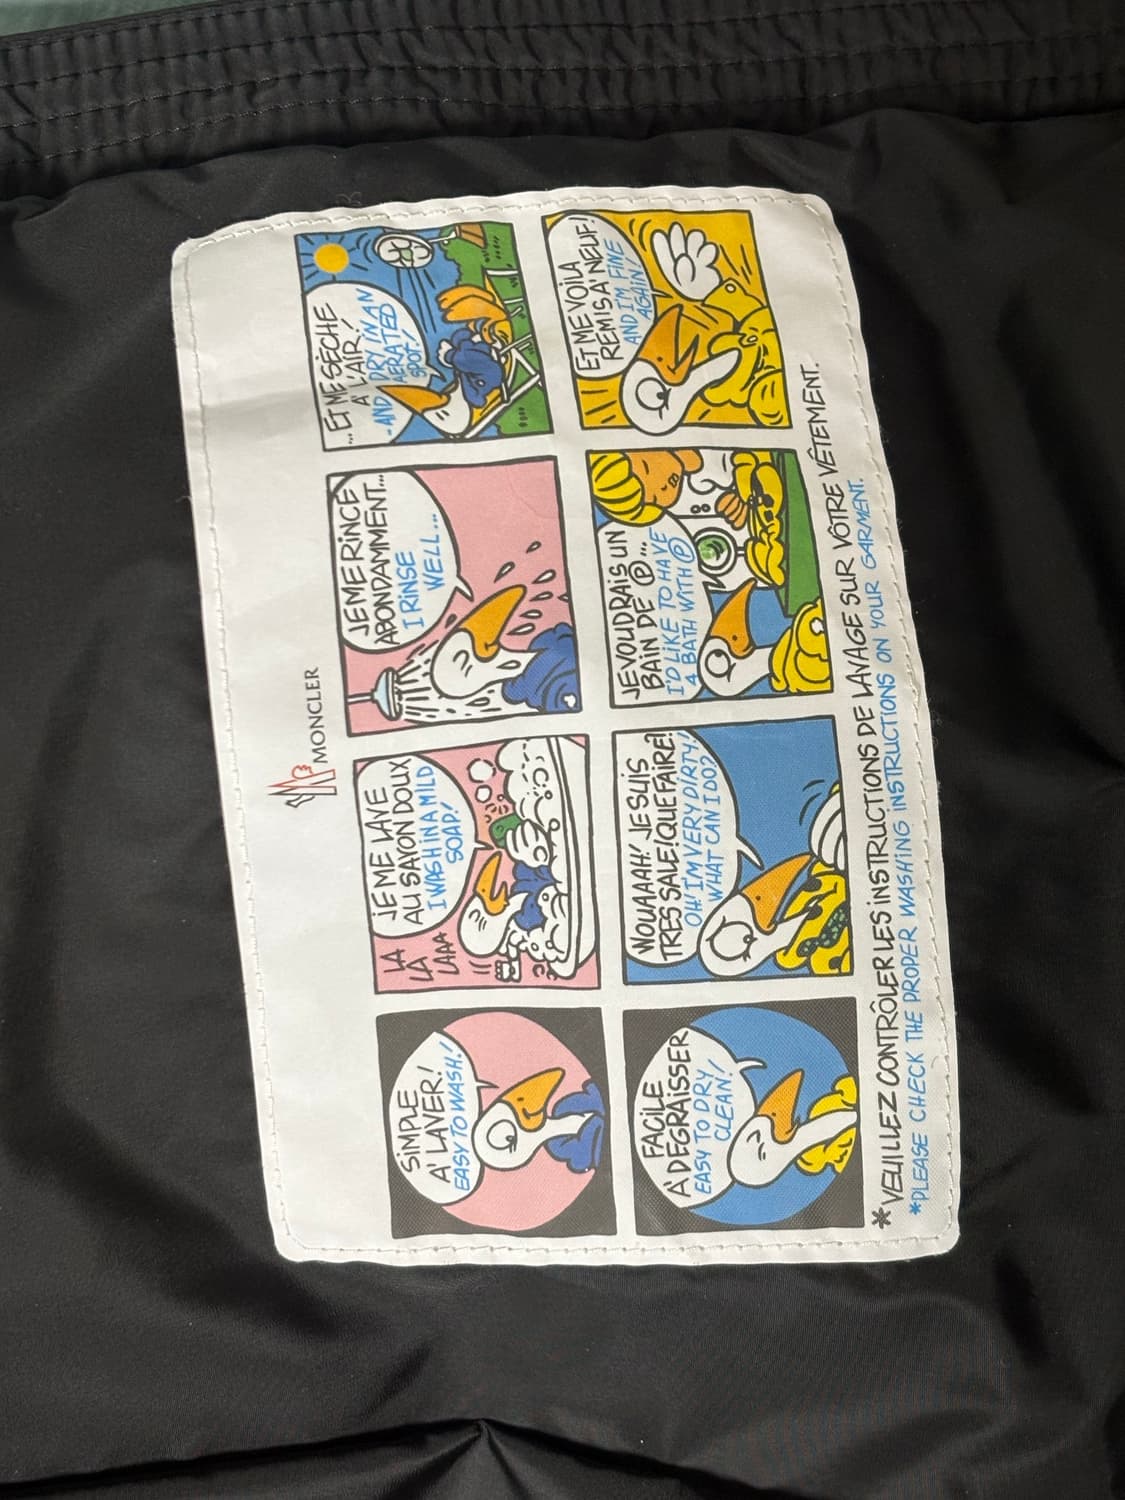 MONCLER
SIMPLE
A' LAVER!
EASY TO WASH!
JE ME LAVE
AU SAVON DOUX
I WASH IN A MILD
SOAP!
LA
LA
LAAA
JE ME RINCE
ABONDAMMENT...
I RINSE
WELL...
...ET ME SÈCHE
A' L'AIR!
-AND DRY IN AN
AERATED
SPOT!
FACILE
A' DEGRAISSER
EASY TO DRY
CLEAN!
WOUAAAH! JE SUIS
TRES SALE! QUE FAIRE?
OH! I'M VERY DIRTY!
WHAT CAN I DO?
JE VOUDRAIS UN
BAIN DE Ⓟ...
I'D LIKE TO HAVE
A BATH WITH Ⓟ
ET ME VOILA
REMIS A' NEUF!
AND I'M FINE
AGAIN!
*VEUILLEZ CONTRÔLER LES INSTRUCTIONS DE LAVAGE SUR VÔTRE VÊTEMENT.
*PLEASE CHECK THE PROPER WASHING INSTRUCTIONS ON YOUR GARMENT.